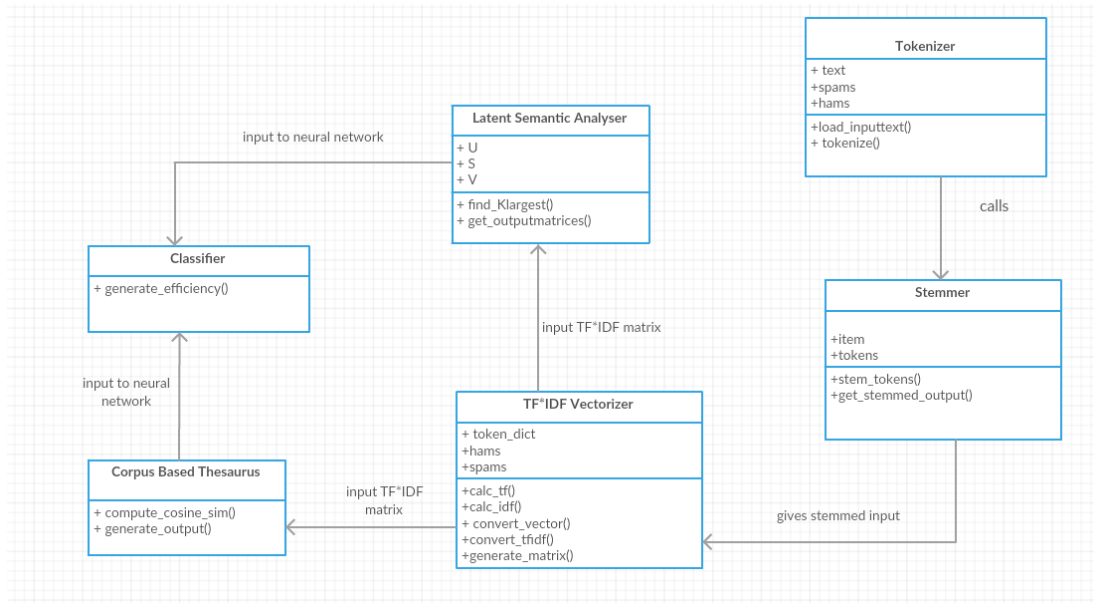 Tokenizer
+ text
+spams
+hams
+load_inputtext()
+ tokenize()
calls
Stemmer
+item
+tokens
+stem_tokens()
+get_stemmed_output()
gives stemmed input
TF*IDF Vectorizer
+ token_dict
+hams
+spams
+calc_tf()
+calc_idf()
+ convert_vector()
+convert_tfidf()
+generate_matrix()
input TF*IDF matrix
Latent Semantic Analyser
+ U
+ S
+ V
+ find_Klargest()
+ get_outputmatrices()
input to neural network
Classifier
+ generate_efficiency()
input TF*IDF
matrix
Corpus Based Thesaurus
+ compute_cosine_sim()
+ generate_output()
input to neural
network